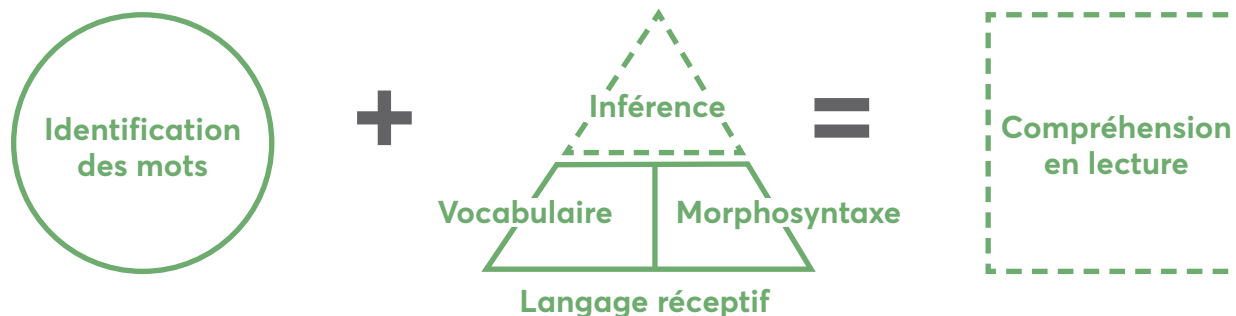 Identification
des mots
+
Inférence
Vocabulaire
Morphosyntaxe
Langage réceptif
=
Compréhension
en lecture